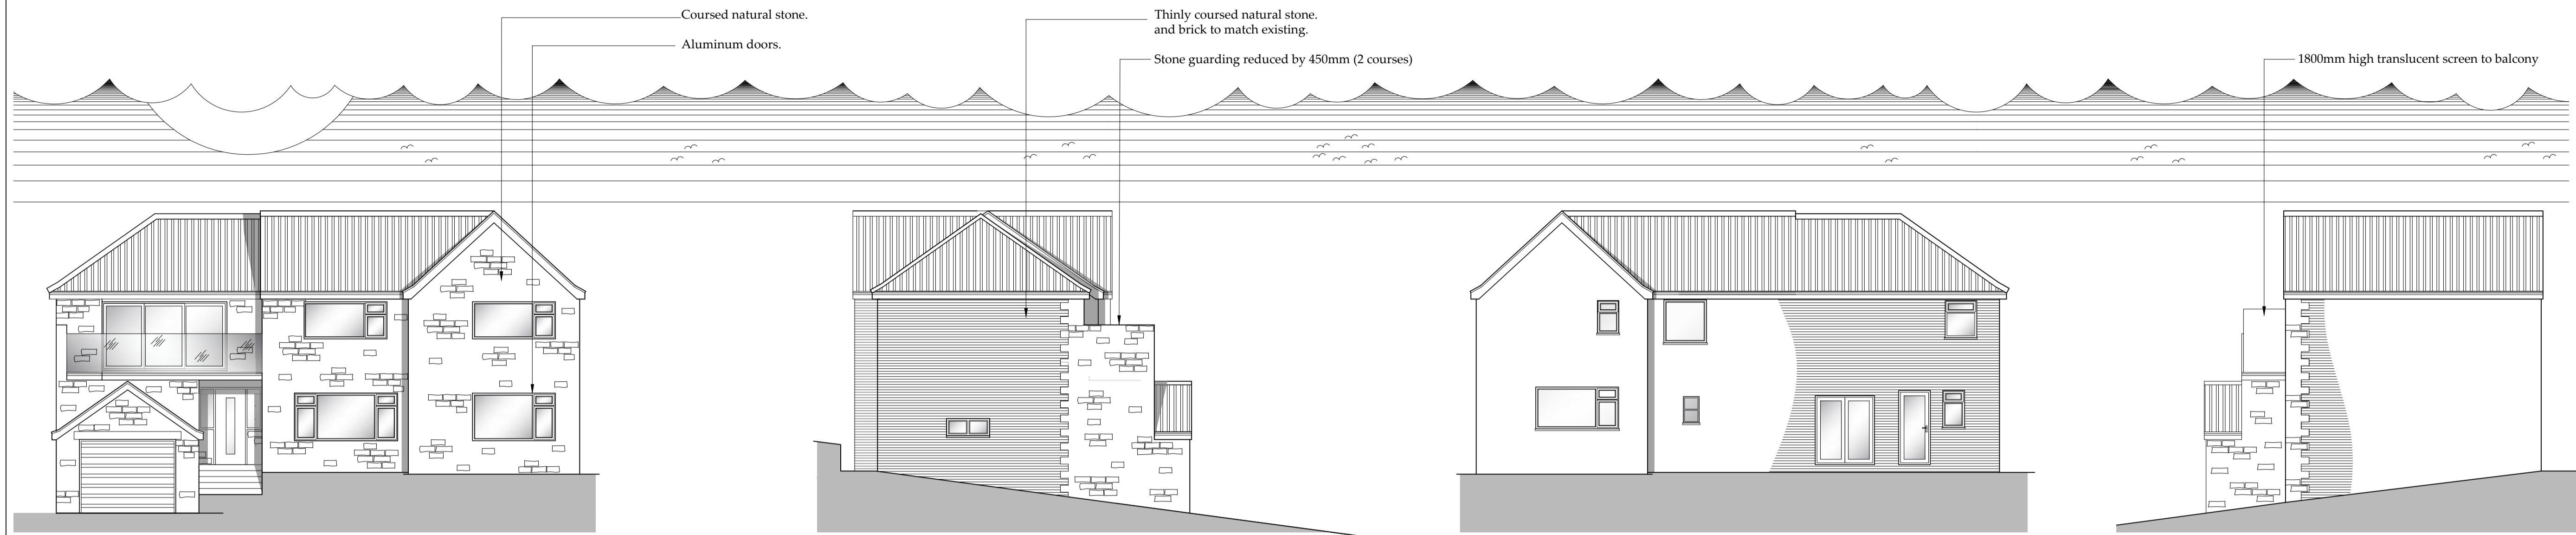 Coursed natural stone.
Aluminum doors.
Thinly coursed natural stone.
and brick to match existing.
Stone guarding reduced by 450mm (2 courses)
1800mm high translucent screen to balcony